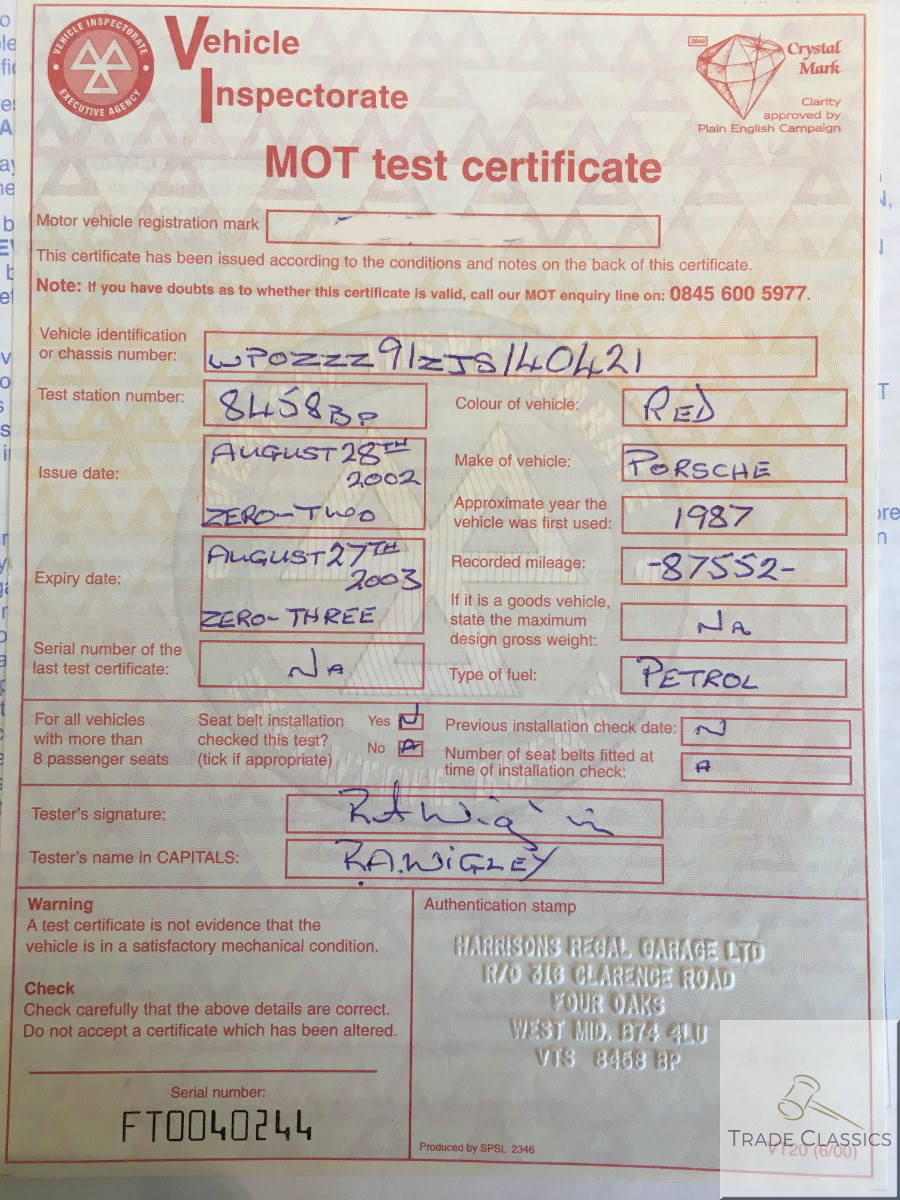 VEHICLE INSPECTORATE
EXECUTIVE AGENCY
Vehicle
Inspectorate
2848
Crystal
Mark
Clarity
approved by
Plain English Campaign
MOT test certificate
Motor vehicle registration mark
This certificate has been issued according to the conditions and notes on the back of this certificate.
Note: If you have doubts as to whether this certificate is valid, call our MOT enquiry line on: 0845 600 5977.
Vehicle identification
or chassis number:
WPOZZZ91ZJS140421
Test station number:
8458BP
Colour of vehicle:
RED
Issue date:
AUGUST 28TH
2002
ZERO-TWO
Make of vehicle:
PORSCHE
Approximate year the
vehicle was first used:
1987
Expiry date:
AUGUST 27TH
2003
ZERO-THREE
Recorded mileage:
-87552-
If it is a goods vehicle,
state the maximum
design gross weight:
NA
Serial number of the
last test certificate:
NA
Type of fuel:
PETROL
For all vehicles
with more than
8 passenger seats
Seat belt installation
checked this test?
(tick if appropriate)
Yes N
No A
Previous installation check date:
N
Number of seat belts fitted at
time of installation check:
A
Tester's signature:
Tester's name in CAPITALS:
R.A.WIGLEY
Warning
A test certificate is not evidence that the
vehicle is in a satisfactory mechanical condition.
Check
Check carefully that the above details are correct.
Do not accept a certificate which has been altered.
Serial number:
FT0040244
Authentication stamp
HARRISONS REGAL GARAGE LTD
R/O 316 CLARENCE ROAD
FOUR OAKS
WEST MID. B74 4LU
VTS 8458 BP
Produced by SPSL 2346
VT20 (6/00)
TRADE CLASSICS